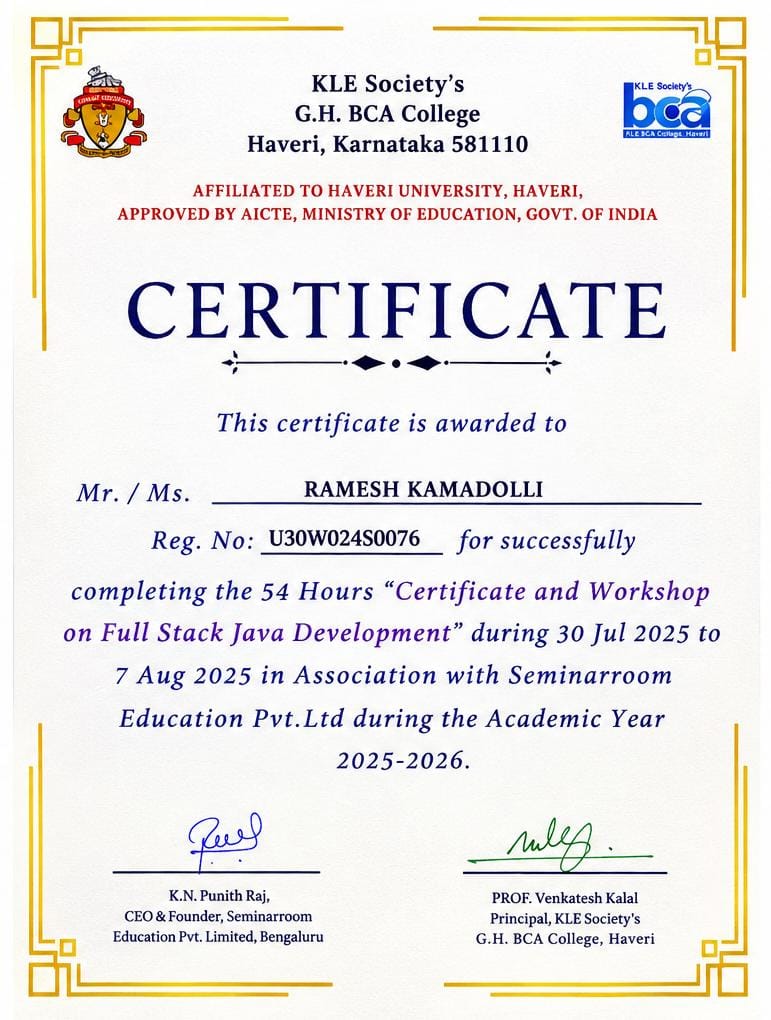 KLE Society's
G.H. BCA College
Haveri, Karnataka 581110
KLE Society's
bca
KLE BCA College, Haveri
AFFILIATED TO HAVERI UNIVERSITY, HAVERI,
APPROVED BY AICTE, MINISTRY OF EDUCATION, GOVT. OF INDIA
CERTIFICATE
This certificate is awarded to
Mr. / Ms. RAMESH KAMADOLLI
Reg. No: U30W024S0076 for successfully
completing the 54 Hours “Certificate and Workshop
on Full Stack Java Development” during 30 Jul 2025 to
7 Aug 2025 in Association with Seminarroom
Education Pvt.Ltd during the Academic Year
2025-2026.
K.N. Punith Raj,
CEO & Founder, Seminarroom
Education Pvt. Limited, Bengaluru
PROF. Venkatesh Kalal
Principal, KLE Society's
G.H. BCA College, Haveri